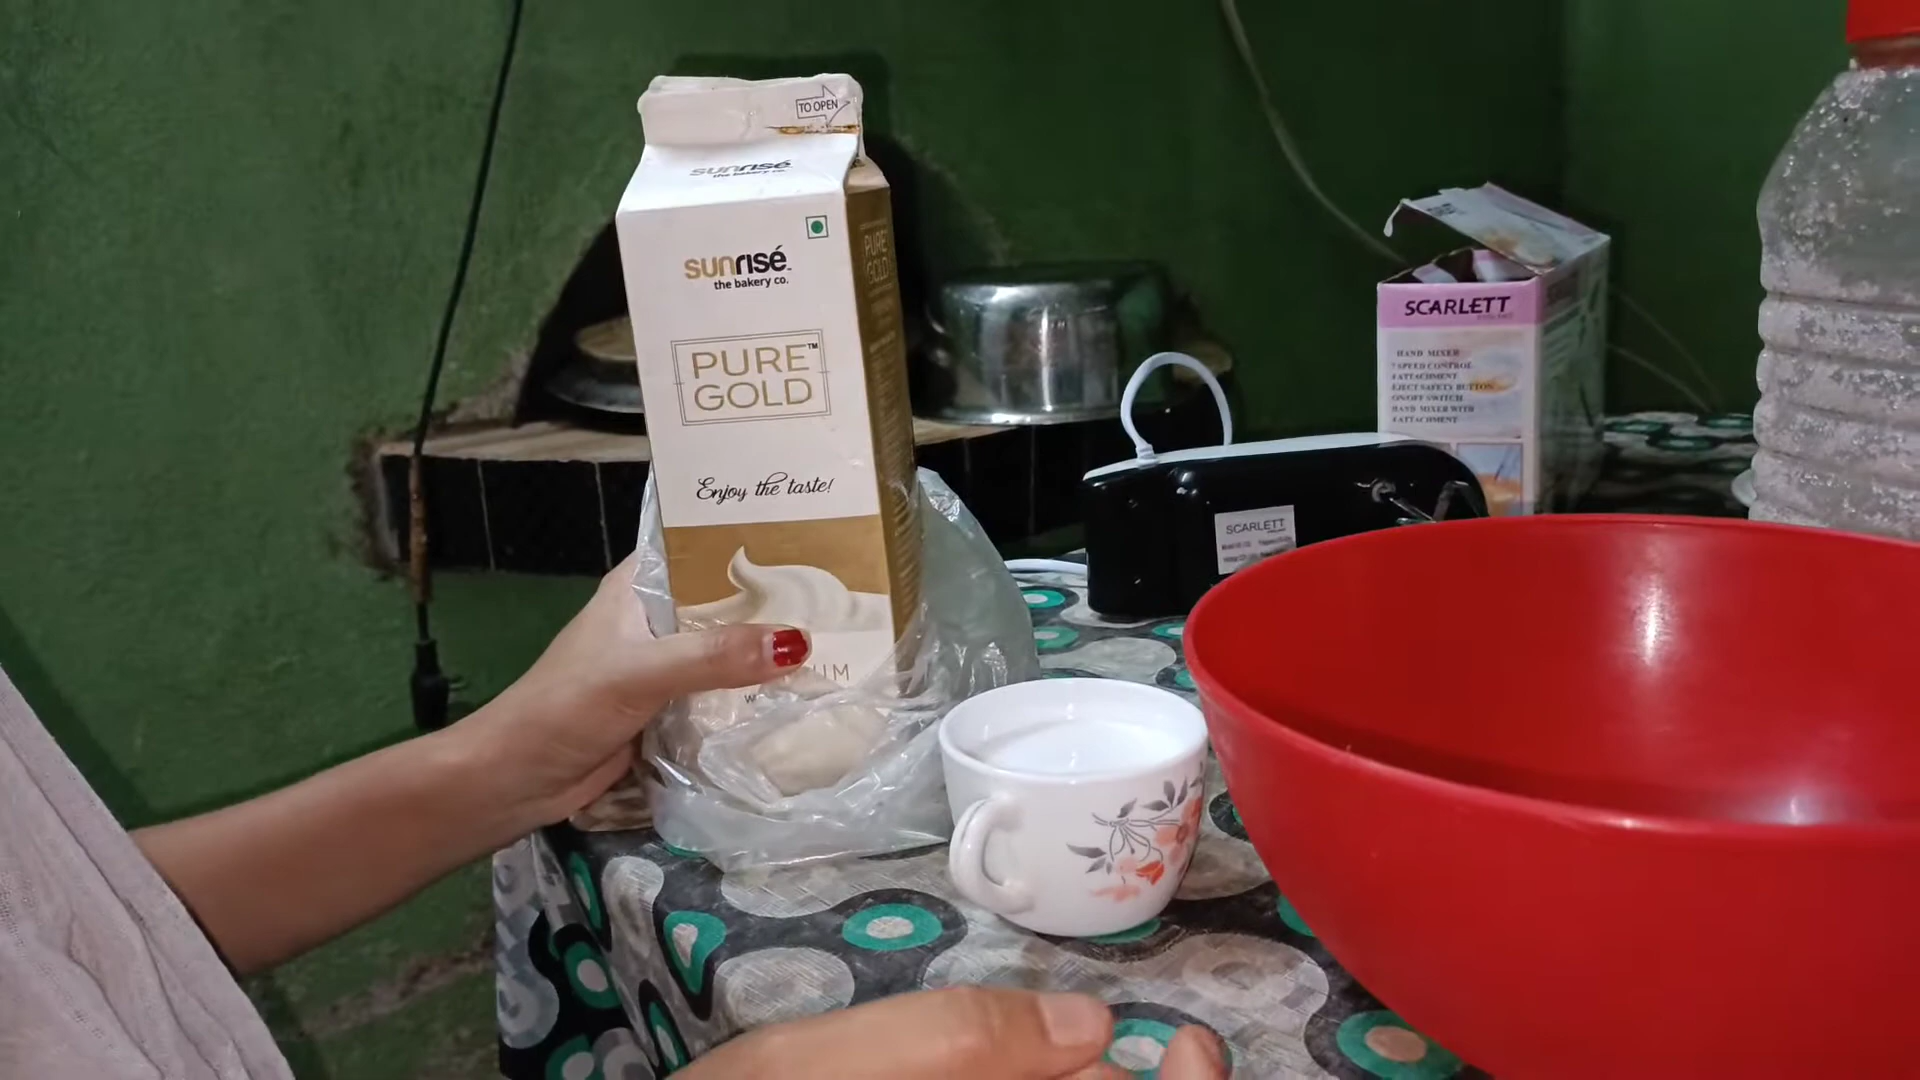 TO OPEN
sunrisé
the bakery co.
sunrisé
the bakery co.
PURE™
GOLD
Enjoy the taste!
PURE
GOLD
SCARLETT
HAND MIXER
7 SPEED CONTROL
4 ATTACHMENT
EJECT SAFETY BUTTON
ON/OFF SWITCH
HAND MIXER WITH
4 ATTACHMENT
SCARLETT